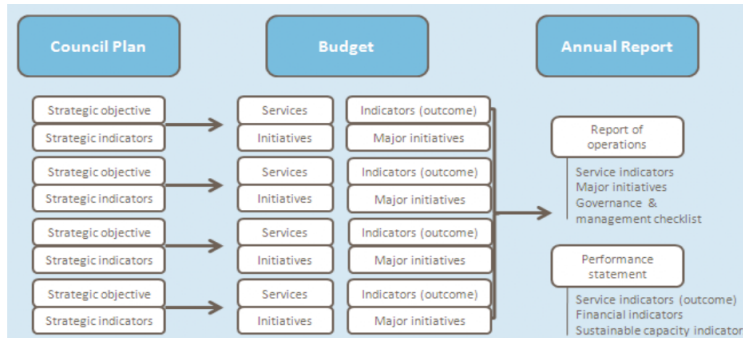 Council Plan
Budget
Annual Report
Strategic objective
Strategic indicators
Services
Initiatives
Indicators (outcome)
Major initiatives
Strategic objective
Strategic indicators
Services
Initiatives
Indicators (outcome)
Major initiatives
Strategic objective
Strategic indicators
Services
Initiatives
Indicators (outcome)
Major initiatives
Strategic objective
Strategic indicators
Services
Initiatives
Indicators (outcome)
Major initiatives
Report of
operations
Service indicators
Major initiatives
Governance &
management checklist
Performance
statement
Service indicators (outcome)
Financial indicators
Sustainable capacity indicator